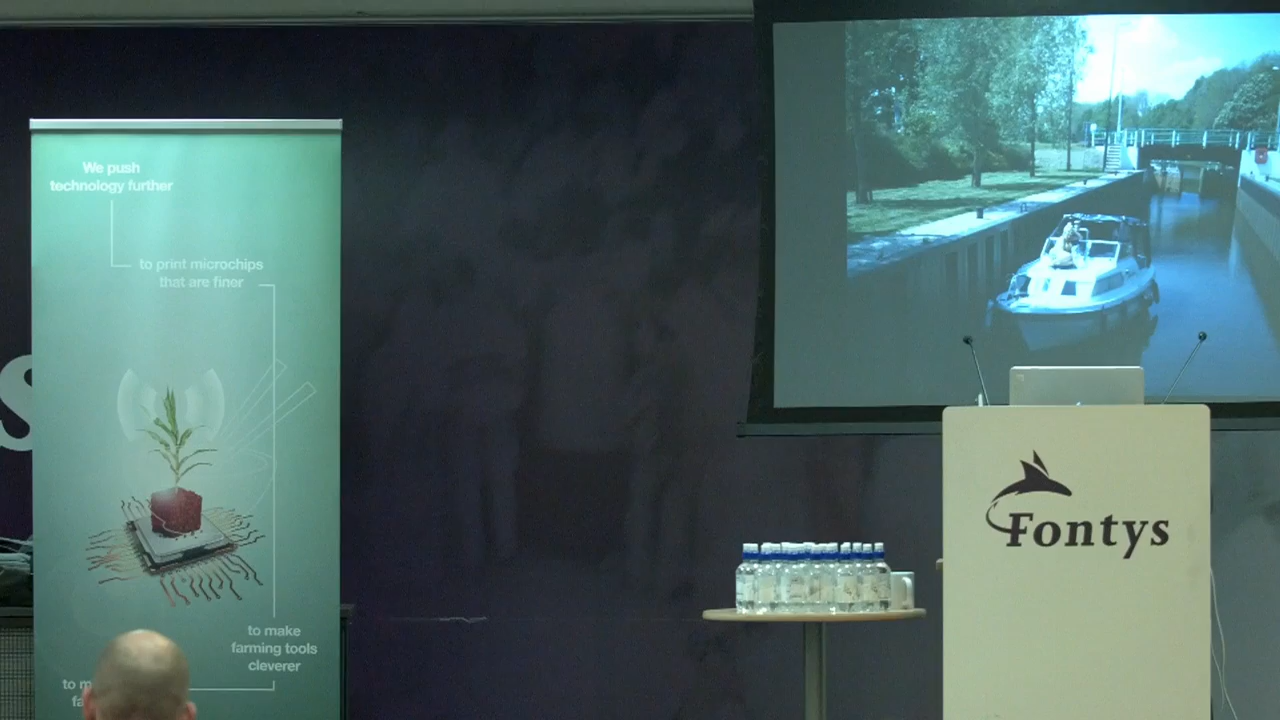 We push
technology further
to print microchips
that are finer
to make
farming tools
cleverer
Fontys